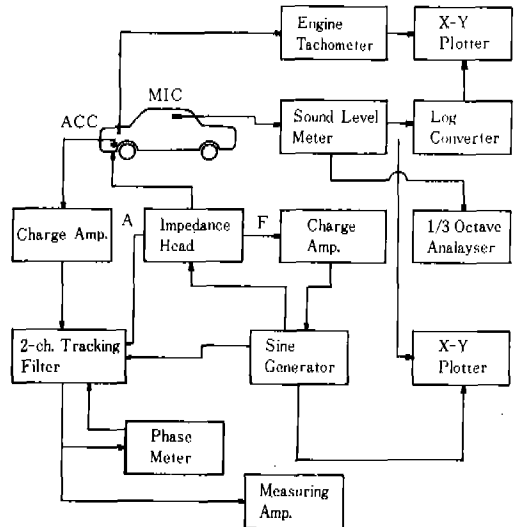 Engine
Tachometer
X-Y
Plotter
MIC
ACC
Sound Level
Meter
Log
Converter
Charge Amp.
A
Impedance
Head
F
Charge
Amp.
1/3 Octave
Analayser
2-ch. Tracking
Filter
Sine
Generator
X-Y
Plotter
Phase
Meter
Measuring
Amp.